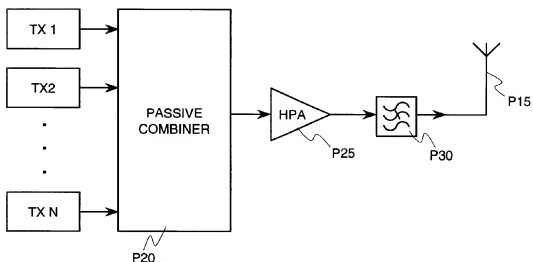 TX 1
TX2
TX N
PASSIVE
COMBINER
HPA
P15
P25
P30
P20